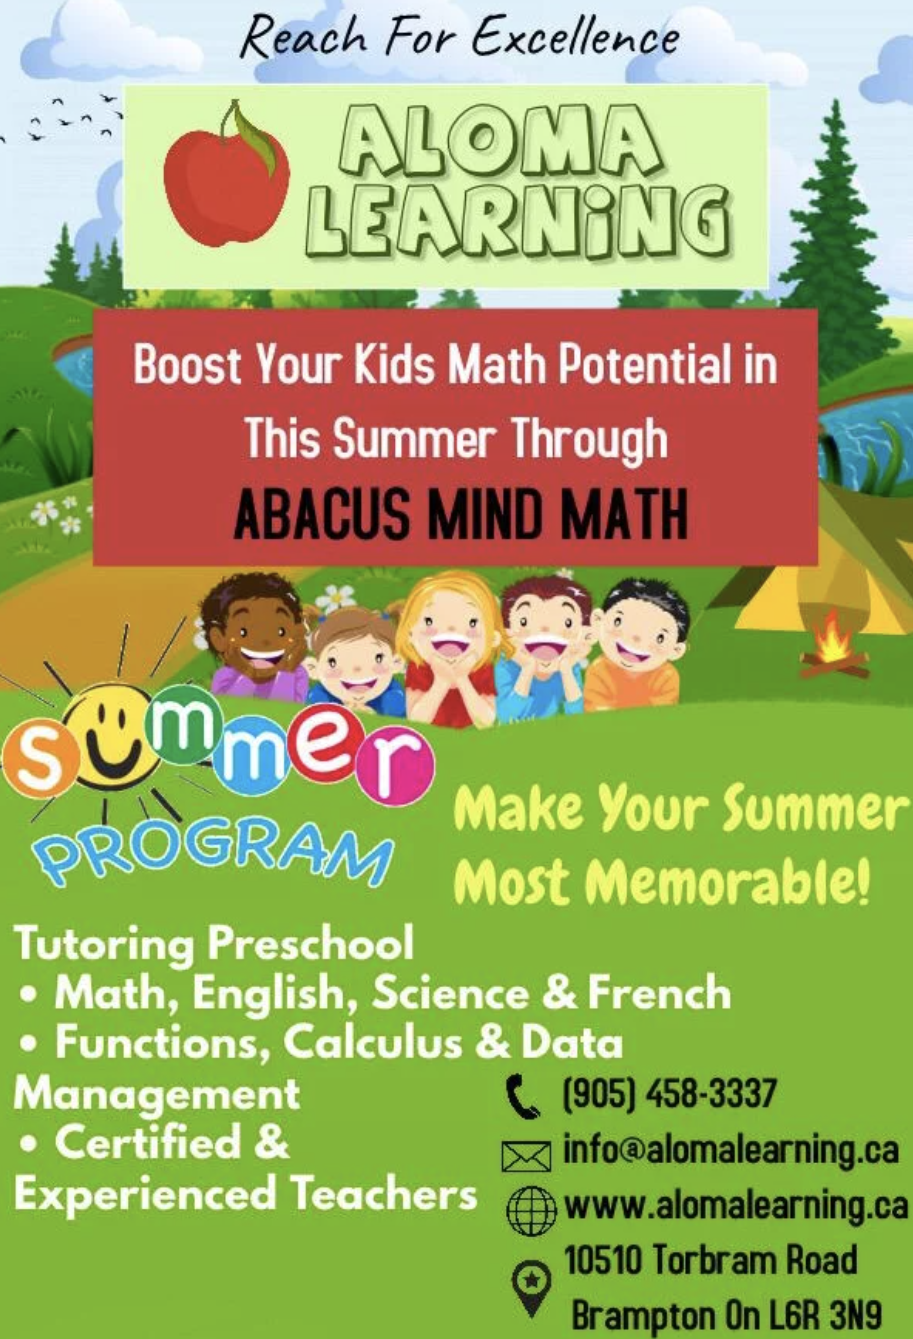 Reach For Excellence
ALOMA
LEARNiNG
Boost Your Kids Math Potential in
This Summer Through
ABACUS MIND MATH
summer
PROGRAM
Make Your Summer
Most Memorable!
Tutoring Preschool
• Math, English, Science & French
• Functions, Calculus & Data
Management
• Certified &
Experienced Teachers
(905) 458-3337
info@alomalearning.ca
www.alomalearning.ca
10510 Torbram Road
Brampton On L6R 3N9